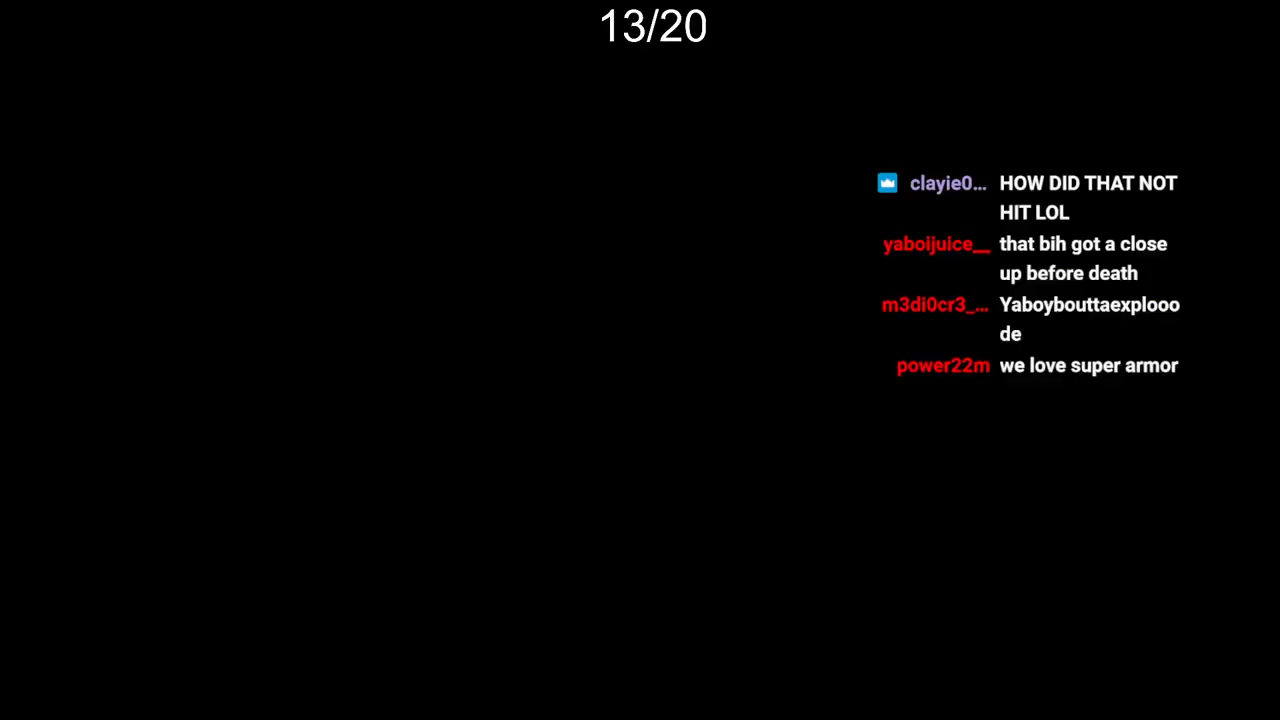 13/20
clayie0... HOW DID THAT NOT
HIT LOL
yaboijuice__ that bih got a close
up before death
m3di0cr3_... Yaboybouttaexplooo
de
power22m we love super armor